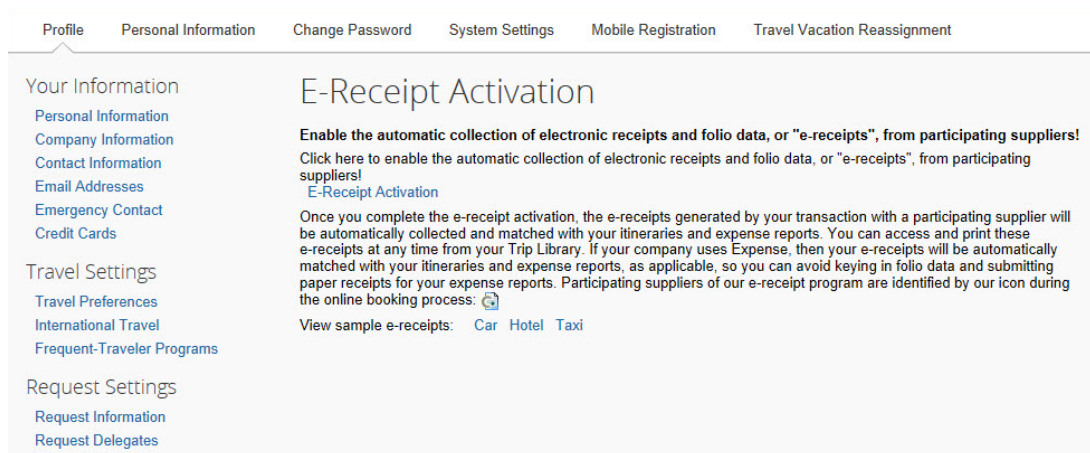 Profile Personal Information Change Password System Settings Mobile Registration Travel Vacation Reassignment
Your Information
Personal Information
Company Information
Contact Information
Email Addresses
Emergency Contact
Credit Cards
Travel Settings
Travel Preferences
International Travel
Frequent-Traveler Programs
Request Settings
Request Information
Request Delegates
E-Receipt Activation
Enable the automatic collection of electronic receipts and folio data, or "e-receipts", from participating suppliers!
Click here to enable the automatic collection of electronic receipts and folio data, or "e-receipts", from participating
suppliers!
E-Receipt Activation
Once you complete the e-receipt activation, the e-receipts generated by your transaction with a participating supplier will
be automatically collected and matched with your itineraries and expense reports. You can access and print these
e-receipts at any time from your Trip Library. If your company uses Expense, then your e-receipts will be automatically
matched with your itineraries and expense reports, as applicable, so you can avoid keying in folio data and submitting
paper receipts for your expense reports. Participating suppliers of our e-receipt program are identified by our icon during
the online booking process:
View sample e-receipts: Car Hotel Taxi